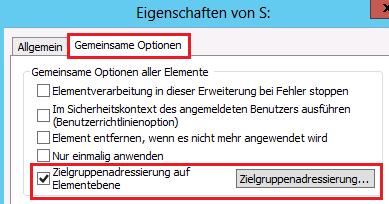 Eigenschaften von S:
Allgemein
Gemeinsame Optionen
Gemeinsame Optionen aller Elemente
Elementverarbeitung in dieser Erweiterung bei Fehler stoppen
Im Sicherheitskontext des angemeldeten Benutzers ausführen
(Benutzerrichtlinienoption)
Element entfernen, wenn es nicht mehr angewendet wird
Nur einmalig anwenden
Zielgruppenadressierung auf
Elementebene
Zielgruppenadressierung...